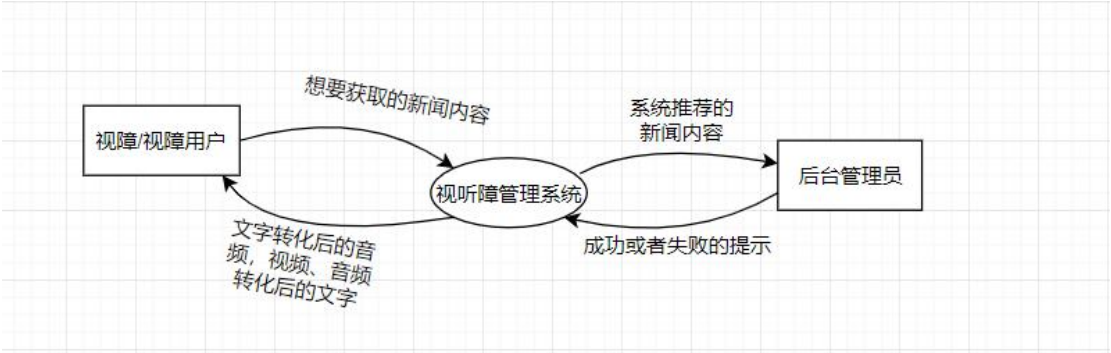 想要获取的新闻内容
系统推荐的
新闻内容
视障/视障用户
后台管理员
视听障管理系统
文字转化后的音
频，视频、音频
转化后的文字
成功或者失败的提示